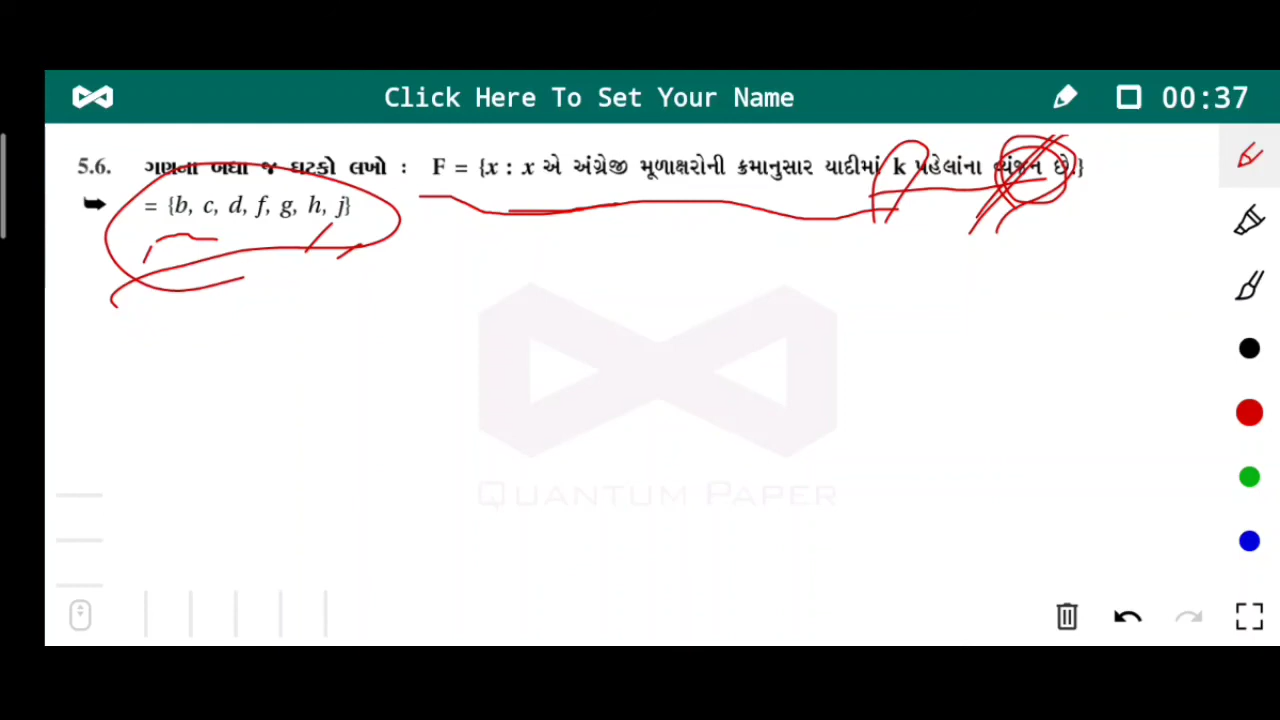 Click Here To Set Your Name
00:37
5.6. ગણના બધા જ ઘટકો લખો : F = {x : x એ અંગ્રેજી મૂળાક્ષરોની ક્રમાનુસાર યાદીમાં k પહેલાંના વ્યંજન છે.}
➥ = {b, c, d, f, g, h, j}
QUANTUM PAPER